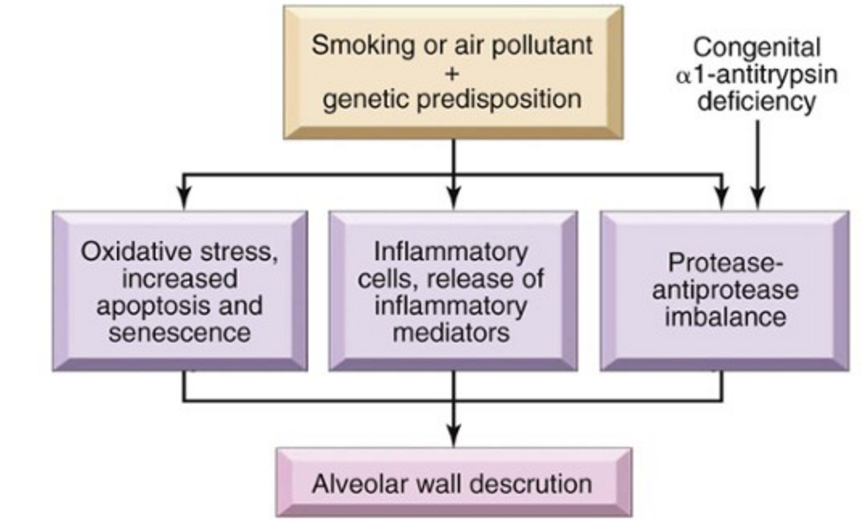 Smoking or air pollutant
+
genetic predisposition
Congenital
α1-antitrypsin
deficiency
Oxidative stress,
increased
apoptosis and
senescence
Inflammatory
cells, release of
inflammatory
mediators
Protease-
antiprotease
imbalance
Alveolar wall descrution